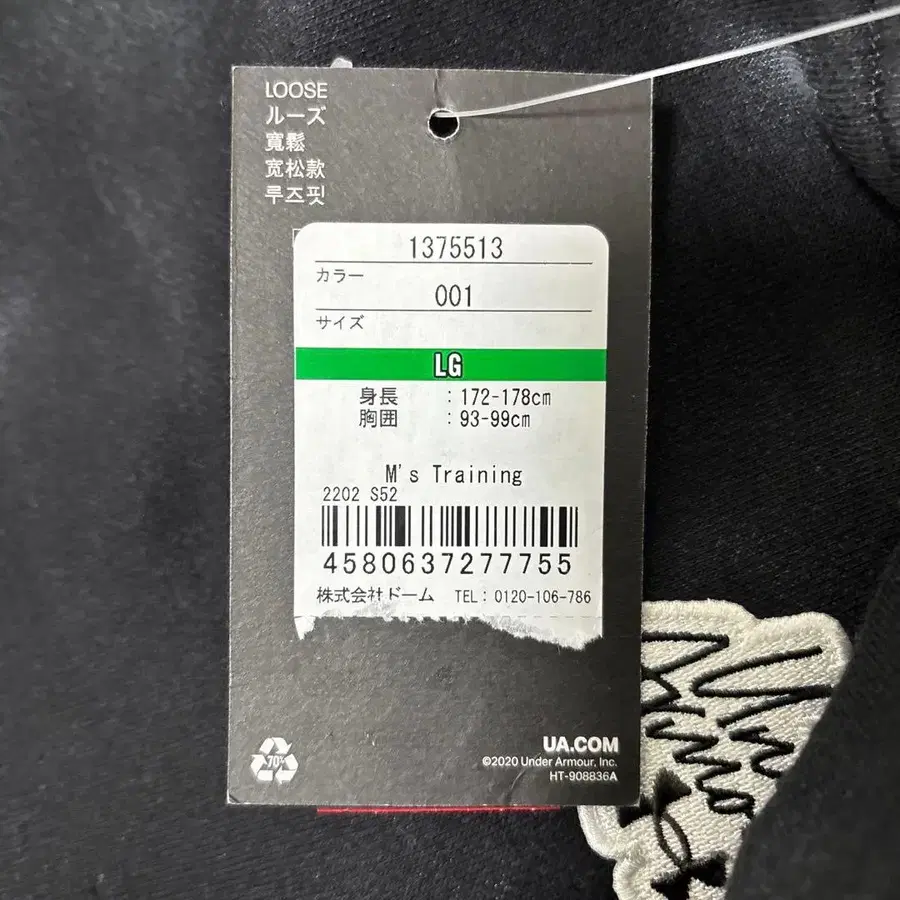 LOOSE
ルーズ
寬鬆
宽松款
루즈핏
1375513
カラー
001
サイズ
LG
身長 : 172-178cm
胸囲 : 93-99cm
M's Training
2202 S52
4580637277755
株式会社ドーム TEL: 0120-106-786
70%
UA.COM
©2020 Under Armour, Inc.
HT-908836A